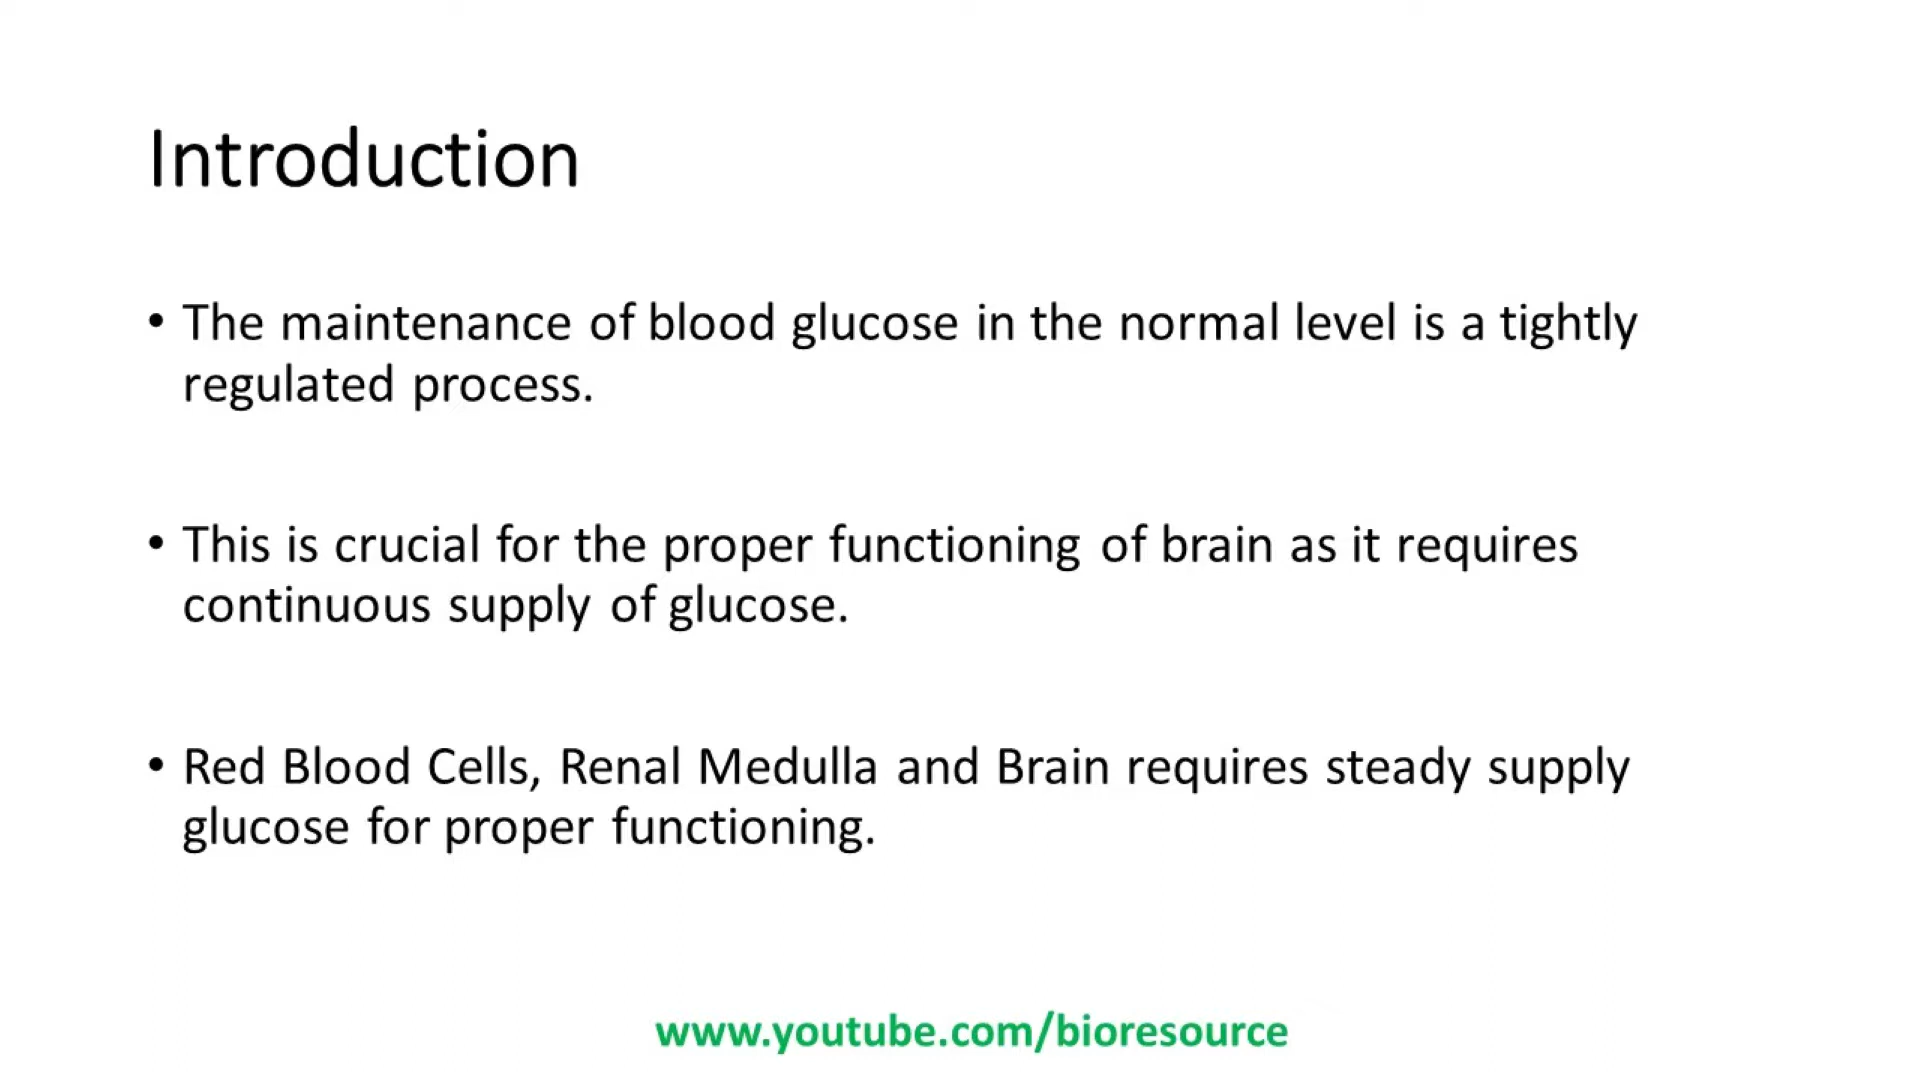 Introduction
• The maintenance of blood glucose in the normal level is a tightly
regulated process.
• This is crucial for the proper functioning of brain as it requires
continuous supply of glucose.
• Red Blood Cells, Renal Medulla and Brain requires steady supply
glucose for proper functioning.
www.youtube.com/bioresource